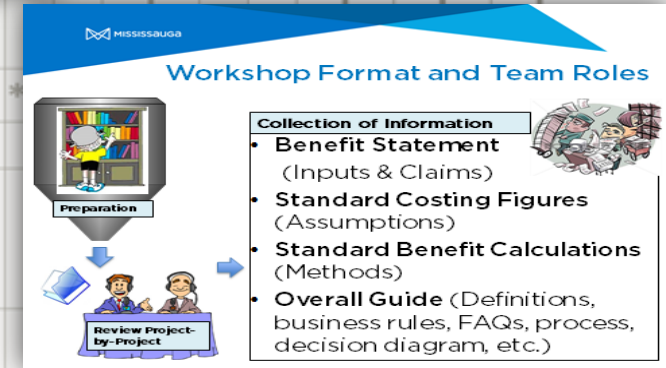 MISSISSAUGA
Workshop Format and Team Roles
Preparation
Review Project-
by-Project
Collection of Information
• Benefit Statement
(Inputs & Claims)
• Standard Costing Figures
(Assumptions)
• Standard Benefit Calculations
(Methods)
• Overall Guide (Definitions,
business rules, FAQs, process,
decision diagram, etc.)